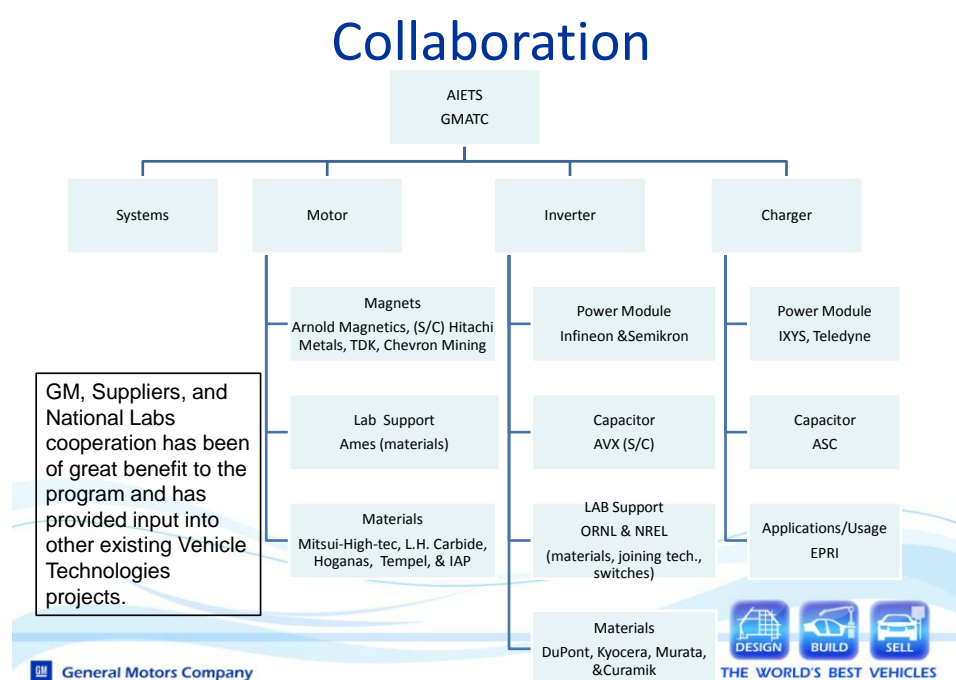 Collaboration
AIETS
GMATC
Systems
Motor
Inverter
Charger
Magnets
Arnold Magnetics, (S/C) Hitachi
Metals, TDK, Chevron Mining
Power Module
Infineon &Semikron
Power Module
IXYS, Teledyne
Lab Support
Ames (materials)
Capacitor
AVX (S/C)
Capacitor
ASC
Materials
Mitsui-High-tec, L.H. Carbide,
Hoganas, Tempel, & IAP
LAB Support
ORNL & NREL
(materials, joining tech.,
switches)
Applications/Usage
EPRI
Materials
DuPont, Kyocera, Murata,
&Curamik
GM, Suppliers, and
National Labs
cooperation has been
of great benefit to the
program and has
provided input into
other existing Vehicle
Technologies
projects.
GM General Motors Company
DESIGN
BUILD
SELL
THE WORLD'S BEST VEHICLES